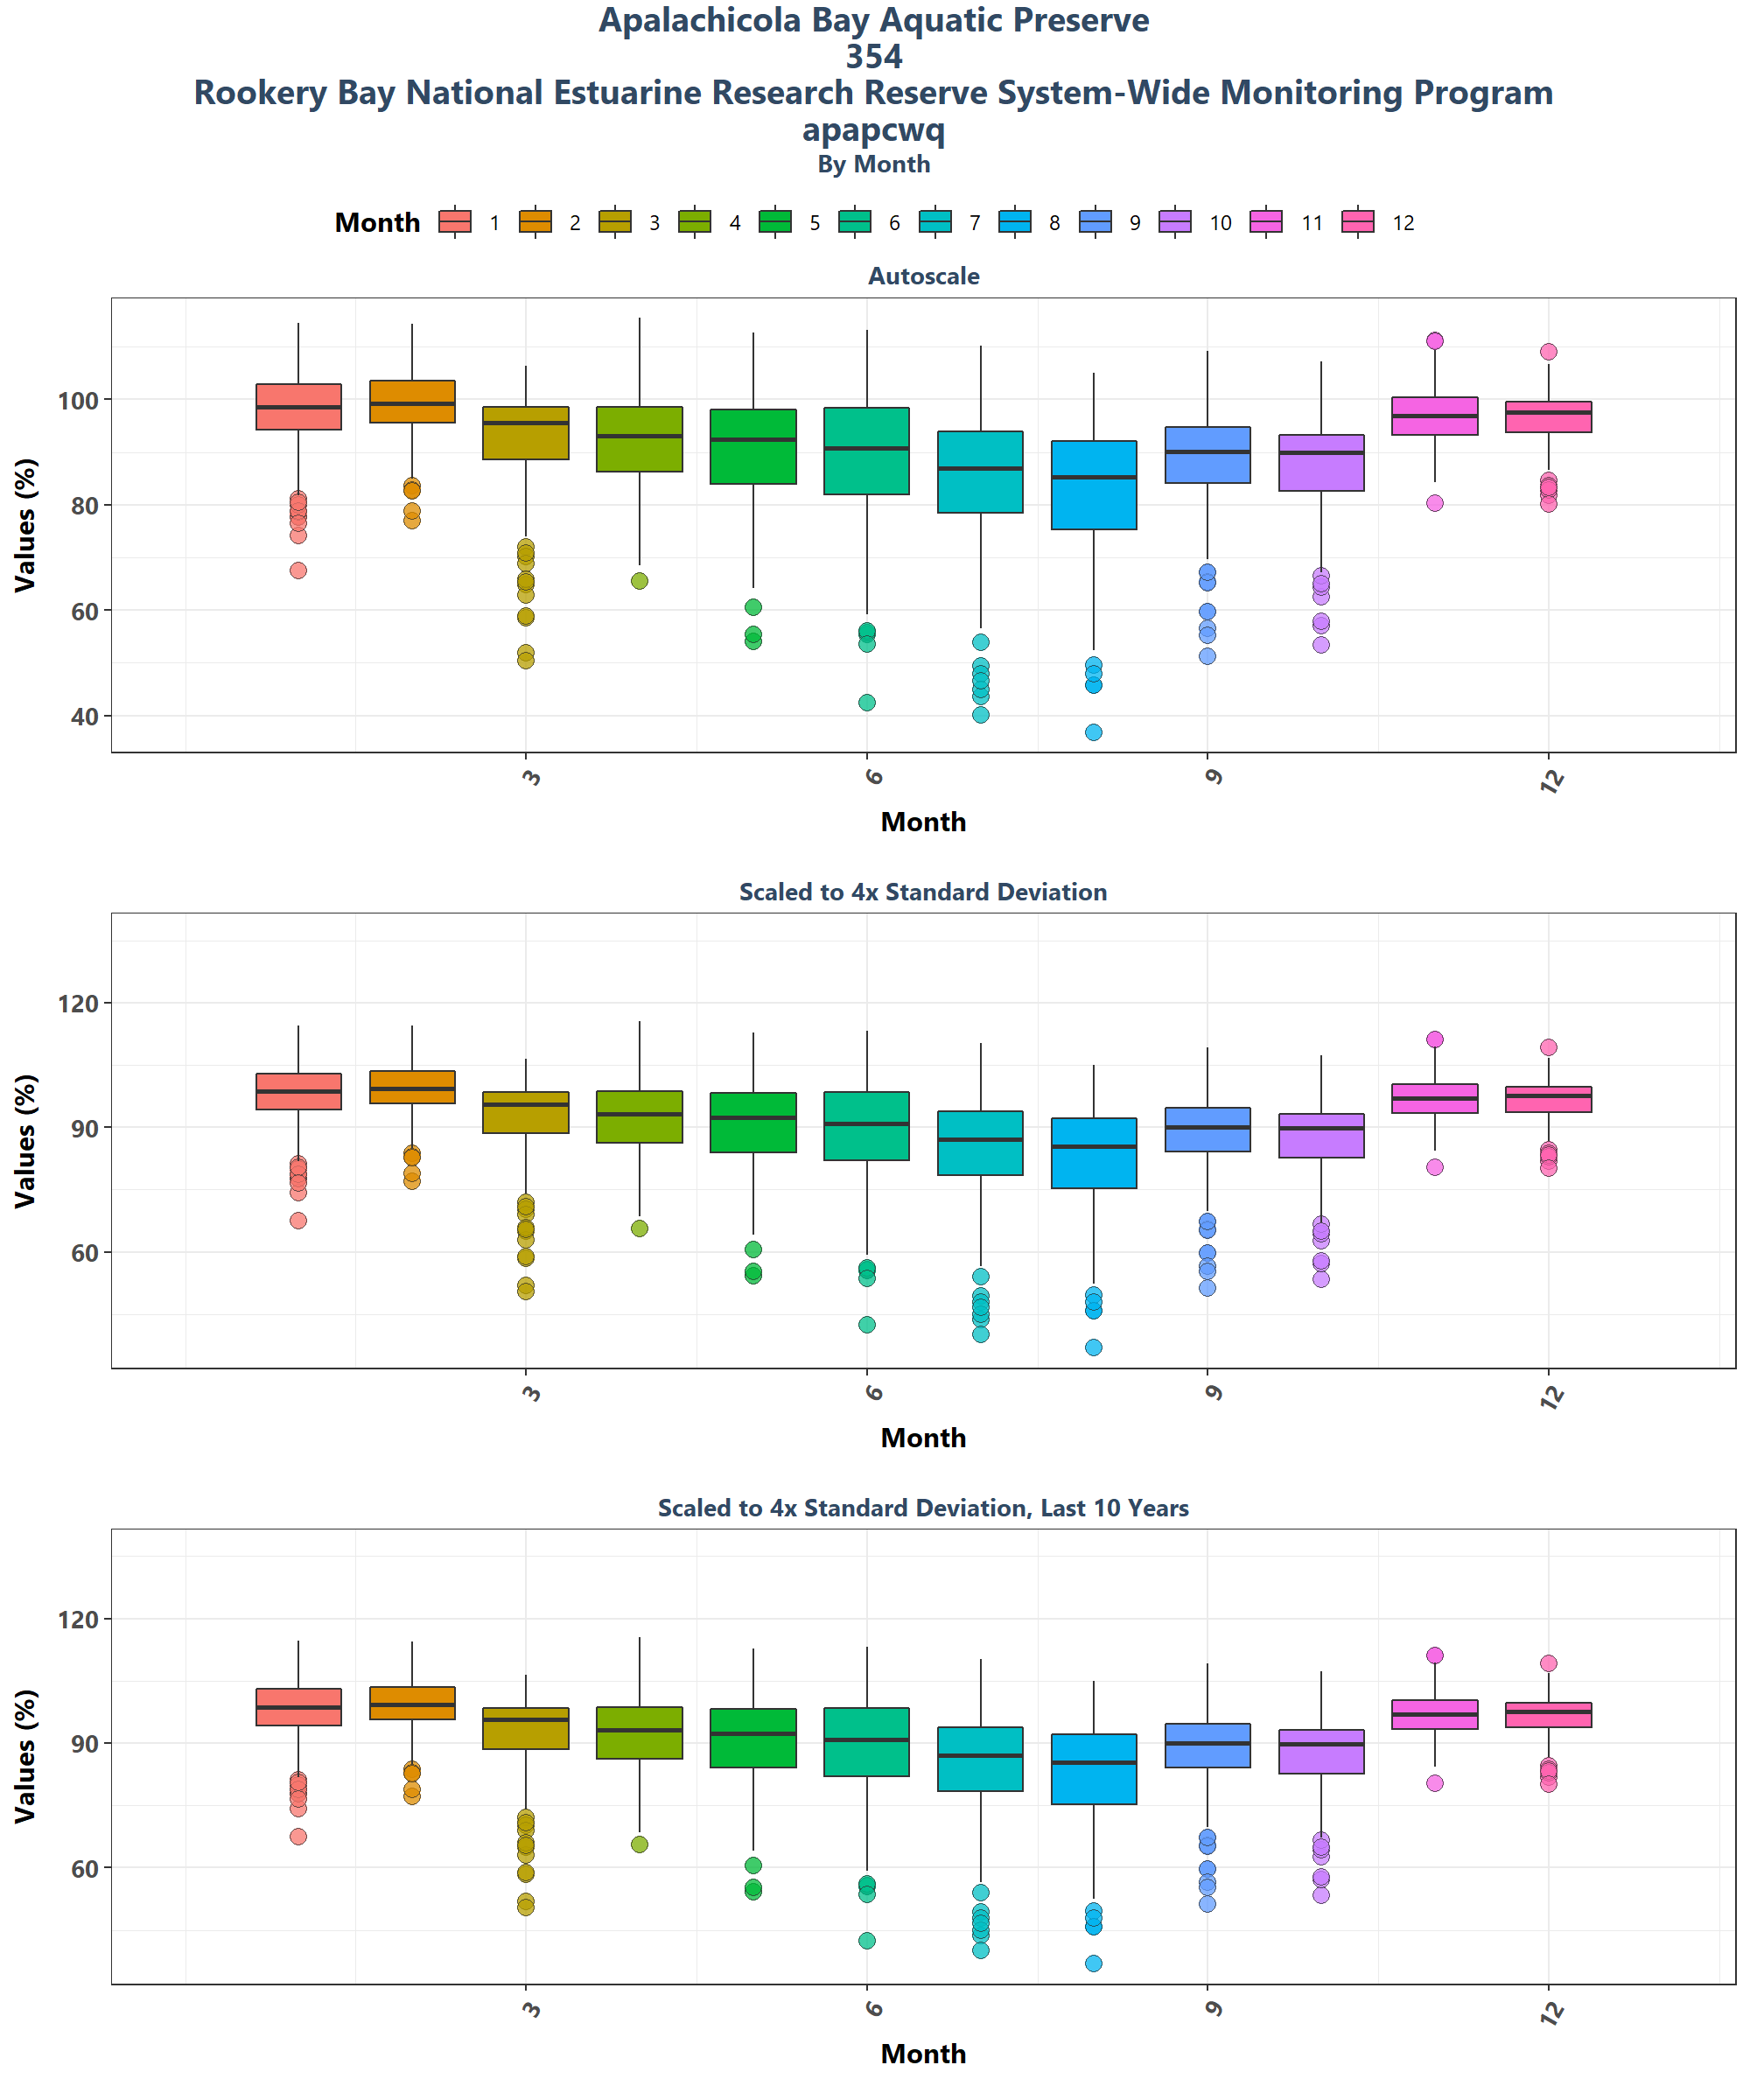 Apalachicola Bay Aquatic Preserve
354
Rookery Bay National Estuarine Research Reserve System-Wide Monitoring Program
apapcwq
By Month
Month 1 2 3 4 5 6 7 8 9 10 11 12
Autoscale
Values (%)
100
80
60
40
3 6 9 12
Month
Scaled to 4x Standard Deviation
Values (%)
120
90
60
3 6 9 12
Month
Scaled to 4x Standard Deviation, Last 10 Years
Values (%)
120
90
60
3 6 9 12
Month